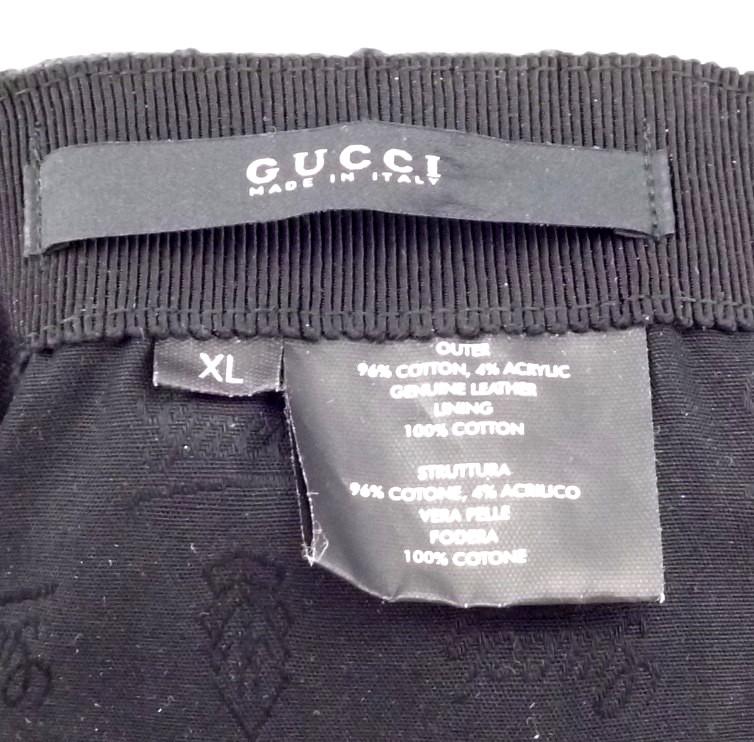 GUCCI
MADE IN ITALY
XL
OUTER
96% COTTON, 4% ACRYLIC
GENUINE LEATHER
LINING
100% COTTON
STRUTTURA
96% COTONE, 4% ACRILICO
VERA PELLE
FODERA
100% COTONE